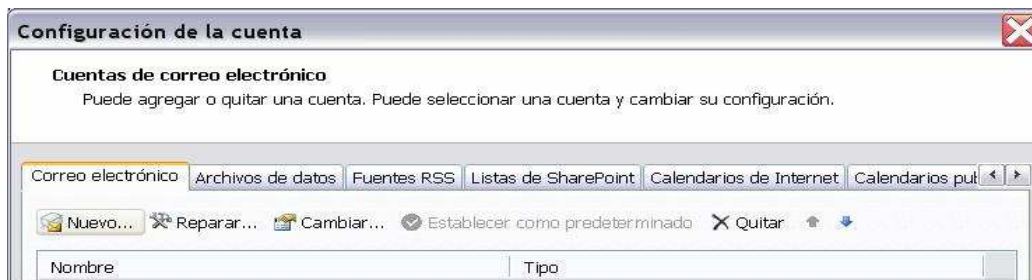 Configuración de la cuenta
Cuentas de correo electrónico
Puede agregar o quitar una cuenta. Puede seleccionar una cuenta y cambiar su configuración.
Correo electrónico Archivos de datos Fuentes RSS Listas de SharePoint Calendarios de Internet Calendarios pub
Nuevo... Reparar... Cambiar... Establecer como predeterminado Quitar
Nombre Tipo